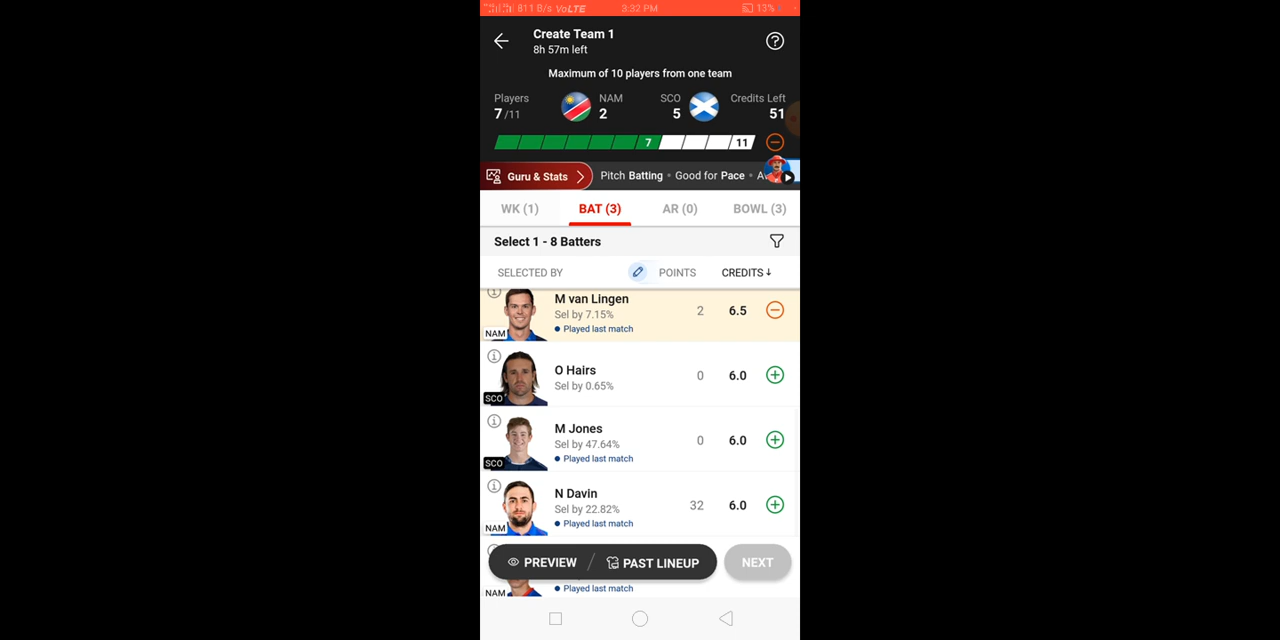 811 B/s VoLTE 3:32 PM 13%
Create Team 1
8h 57m left
Maximum of 10 players from one team
Players NAM SCO Credits Left
7/11 2 5 51
7 11
Guru & Stats Pitch Batting • Good for Pace •
WK (1) BAT (3) AR (0) BOWL (3)
Select 1 - 8 Batters
SELECTED BY POINTS CREDITS↓
M van Lingen
Sel by 7.15% 2 6.5
• Played last match
NAM
O Hairs
Sel by 0.65% 0 6.0
SCO
M Jones
Sel by 47.64% 0 6.0
• Played last match
SCO
N Davin
Sel by 22.82% 32 6.0
• Played last match
NAM
PREVIEW / PAST LINEUP NEXT
• Played last match
NAM